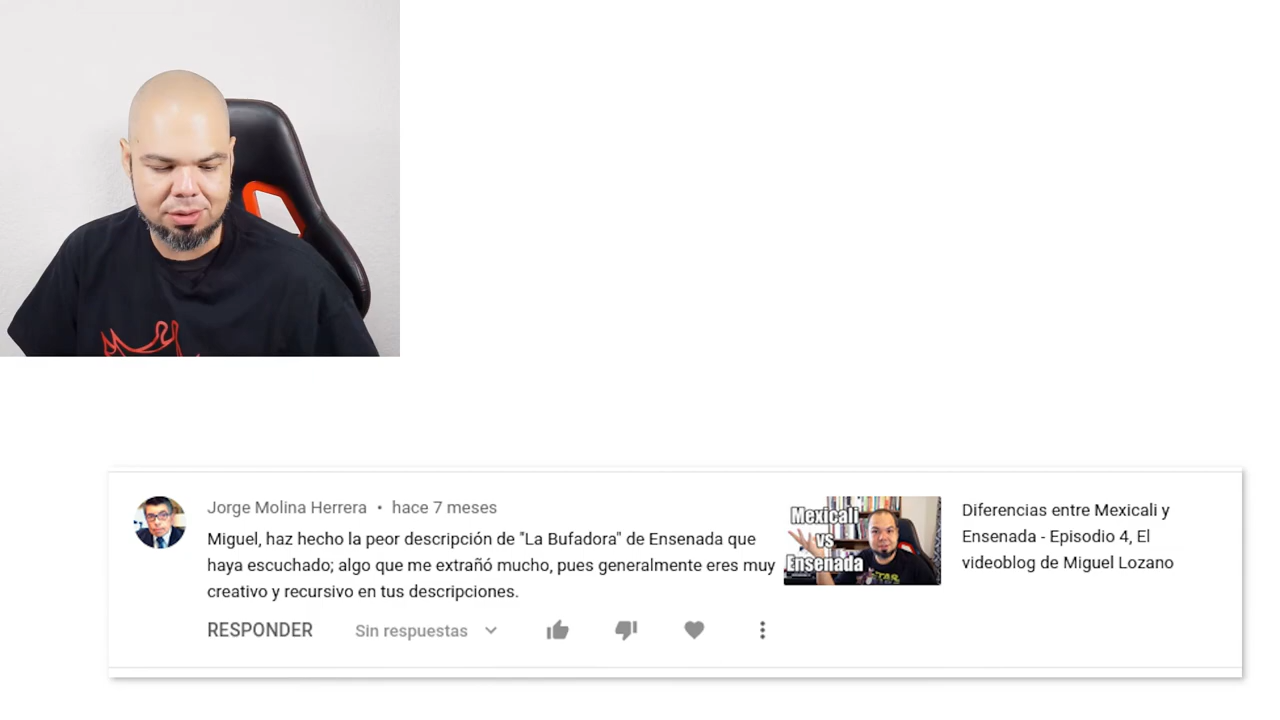 Jorge Molina Herrera • hace 7 meses
Miguel, haz hecho la peor descripción de "La Bufadora" de Ensenada que
haya escuchado; algo que me extrañó mucho, pues generalmente eres muy
creativo y recursivo en tus descripciones.
RESPONDER Sin respuestas
Mexicali
vs
Ensenada
Diferencias entre Mexicali y
Ensenada - Episodio 4, El
videoblog de Miguel Lozano